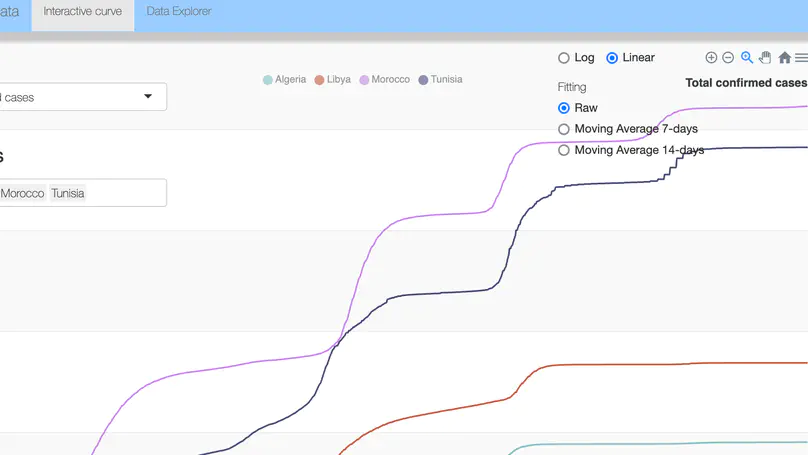 ata Interactive curve Data Explorer
Log Linear
Algeria Libya Morocco Tunisia
Fitting
Total confirmed cases
d cases
Raw
Moving Average 7-days
Moving Average 14-days
s
Morocco Tunisia